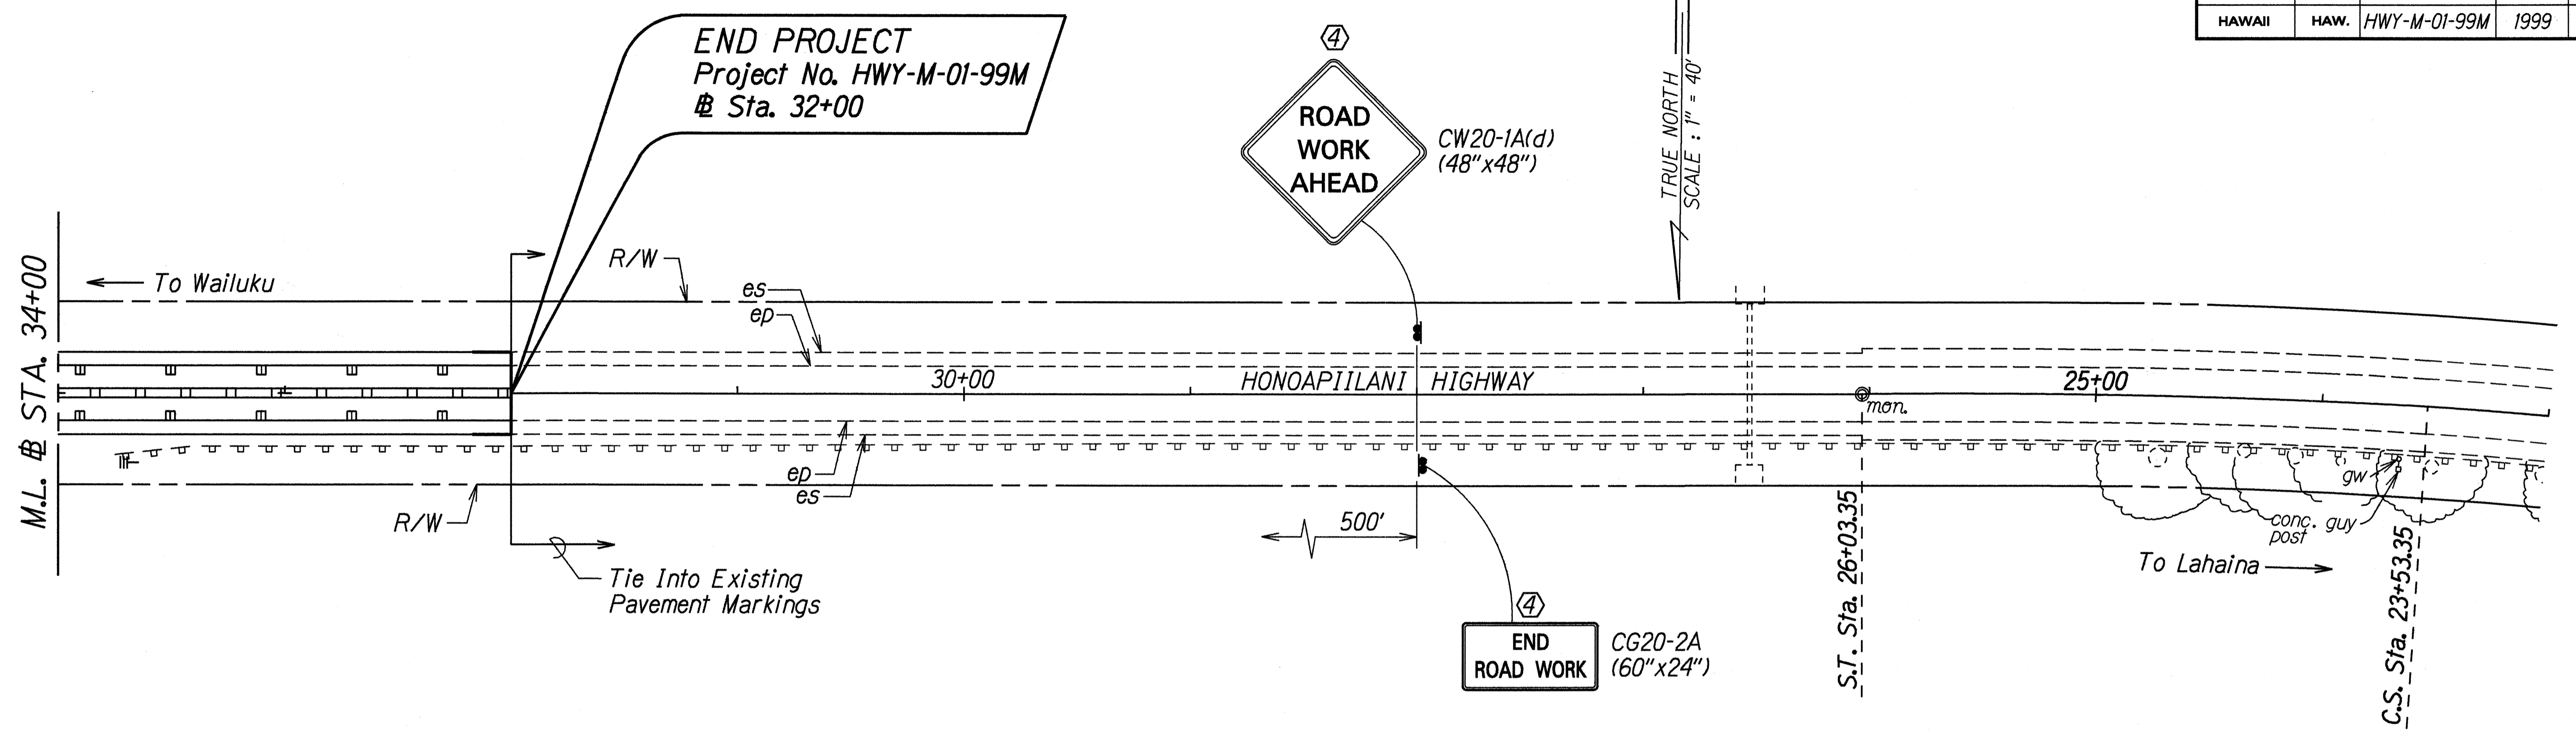 HAWAII HAW. HWY-M-01-99M 1999
END PROJECT
Project No. HWY-M-01-99M
BL Sta. 32+00
4
ROAD
WORK
AHEAD
CW20-1A(d)
(48"x48")
TRUE NORTH
SCALE : 1" = 40'
M.L. BL STA. 34+00
To Wailuku
R/W
es
ep
30+00
HONOAPIILANI HIGHWAY
25+00
mon.
ep
es
R/W
500'
gw
conc. guy
post
To Lahaina
Tie Into Existing
Pavement Markings
4
END
ROAD WORK
CG20-2A
(60"x24")
S.T. Sta. 26+03.35
C.S. Sta. 23+53.35